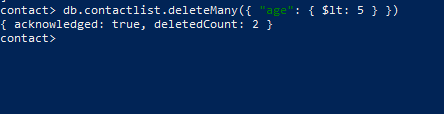 contact> db.contactlist.deleteMany({ "age": { $lt: 5 } })
{ acknowledged: true, deletedCount: 2 }
contact>